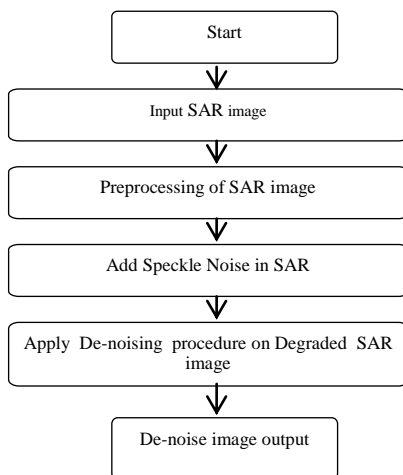 Start
Input SAR image
Preprocessing of SAR image
Add Speckle Noise in SAR
Apply De-noising procedure on Degraded SAR
image
De-noise image output